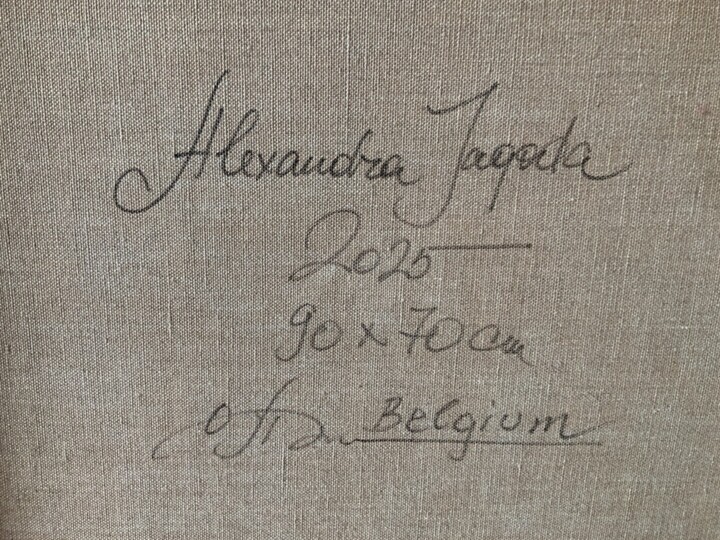 Alexandra Jagoda
2025
90 x 70 cm
Belgium